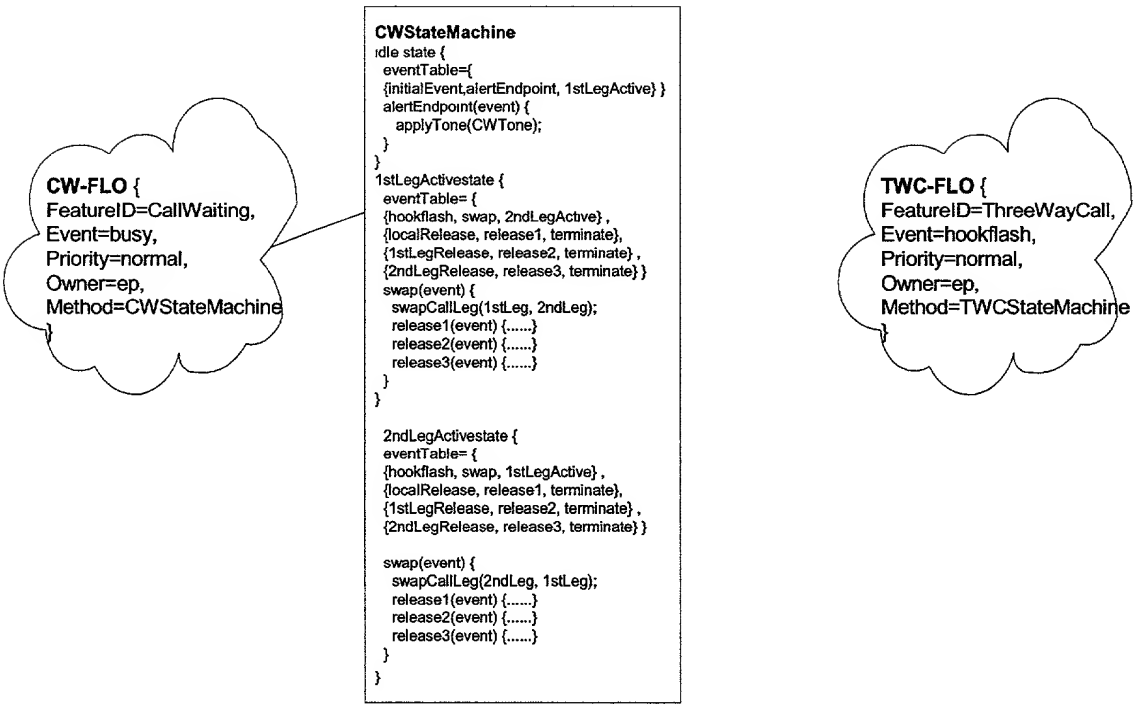 CW-FLO {
FeatureID=CallWaiting,
Event=busy,
Priority=normal,
Owner=ep,
Method=CWStateMachine
}
CWStateMachine
idle state {
eventTable={
{initialEvent,alertEndpoint, 1stLegActive} }
alertEndpoint(event) {
applyTone(CWTone);
}
}
1stLegActivestate {
eventTable= {
{hookflash, swap, 2ndLegActive} ,
{localRelease, release1, terminate},
{1stLegRelease, release2, terminate} ,
{2ndLegRelease, release3, terminate} }
swap(event) {
swapCallLeg(1stLeg, 2ndLeg);
release1(event) {......}
release2(event) {......}
release3(event) {......}
}
}
2ndLegActivestate {
eventTable= {
{hookflash, swap, 1stLegActive} ,
{localRelease, release1, terminate},
{1stLegRelease, release2, terminate} ,
{2ndLegRelease, release3, terminate} }
swap(event) {
swapCallLeg(2ndLeg, 1stLeg);
release1(event) {......}
release2(event) {......}
release3(event) {......}
}
}
TWC-FLO {
FeatureID=ThreeWayCall,
Event=hookflash,
Priority=normal,
Owner=ep,
Method=TWCStateMachine
}